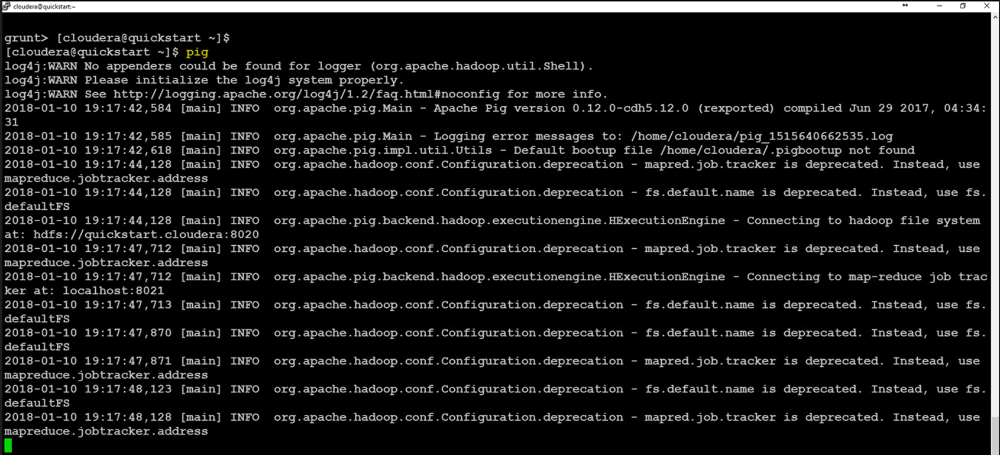 cloudera@quickstart:~
grunt> [cloudera@quickstart ~]$
[cloudera@quickstart ~]$ pig
log4j:WARN No appenders could be found for logger (org.apache.hadoop.util.Shell).
log4j:WARN Please initialize the log4j system properly.
log4j:WARN See http://logging.apache.org/log4j/1.2/faq.html#noconfig for more info.
2018-01-10 19:17:42,584 [main] INFO  org.apache.pig.Main - Apache Pig version 0.12.0-cdh5.12.0 (rexported) compiled Jun 29 2017, 04:34:
31
2018-01-10 19:17:42,585 [main] INFO  org.apache.pig.Main - Logging error messages to: /home/cloudera/pig_1515640662535.log
2018-01-10 19:17:42,618 [main] INFO  org.apache.pig.impl.util.Utils - Default bootup file /home/cloudera/.pigbootup not found
2018-01-10 19:17:44,128 [main] INFO  org.apache.hadoop.conf.Configuration.deprecation - mapred.job.tracker is deprecated. Instead, use
mapreduce.jobtracker.address
2018-01-10 19:17:44,128 [main] INFO  org.apache.hadoop.conf.Configuration.deprecation - fs.default.name is deprecated. Instead, use fs.
defaultFS
2018-01-10 19:17:44,128 [main] INFO  org.apache.pig.backend.hadoop.executionengine.HExecutionEngine - Connecting to hadoop file system
at: hdfs://quickstart.cloudera:8020
2018-01-10 19:17:47,712 [main] INFO  org.apache.hadoop.conf.Configuration.deprecation - mapred.job.tracker is deprecated. Instead, use
mapreduce.jobtracker.address
2018-01-10 19:17:47,712 [main] INFO  org.apache.pig.backend.hadoop.executionengine.HExecutionEngine - Connecting to map-reduce job trac
ker at: localhost:8021
2018-01-10 19:17:47,713 [main] INFO  org.apache.hadoop.conf.Configuration.deprecation - fs.default.name is deprecated. Instead, use fs.
defaultFS
2018-01-10 19:17:47,870 [main] INFO  org.apache.hadoop.conf.Configuration.deprecation - fs.default.name is deprecated. Instead, use fs.
defaultFS
2018-01-10 19:17:47,871 [main] INFO  org.apache.hadoop.conf.Configuration.deprecation - mapred.job.tracker is deprecated. Instead, use
mapreduce.jobtracker.address
2018-01-10 19:17:48,123 [main] INFO  org.apache.hadoop.conf.Configuration.deprecation - fs.default.name is deprecated. Instead, use fs.
defaultFS
2018-01-10 19:17:48,128 [main] INFO  org.apache.hadoop.conf.Configuration.deprecation - mapred.job.tracker is deprecated. Instead, use
mapreduce.jobtracker.address